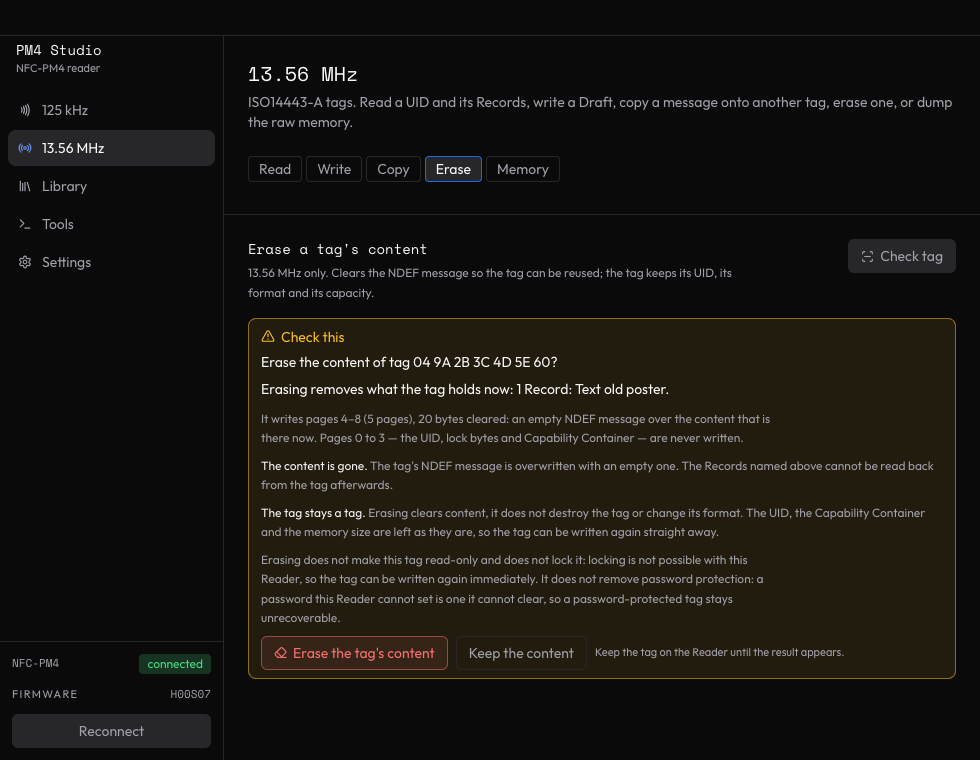 PM4 Studio
NFC-PM4 reader
125 kHz
13.56 MHz
Library
Tools
Settings
NFC-PM4
connected
FIRMWARE
H00S07
Reconnect
13.56 MHz
ISO14443-A tags. Read a UID and its Records, write a Draft, copy a message onto another tag, erase one, or dump
the raw memory.
Read
Write
Copy
Erase
Memory
Erase a tag's content
13.56 MHz only. Clears the NDEF message so the tag can be reused; the tag keeps its UID, its
format and its capacity.
Check tag
Check this
Erase the content of tag 04 9A 2B 3C 4D 5E 60?
Erasing removes what the tag holds now: 1 Record: Text old poster.
It writes pages 4–8 (5 pages), 20 bytes cleared: an empty NDEF message over the content that is
there now. Pages 0 to 3 — the UID, lock bytes and Capability Container — are never written.
The content is gone. The tag's NDEF message is overwritten with an empty one. The Records named above cannot be read back
from the tag afterwards.
The tag stays a tag. Erasing clears content, it does not destroy the tag or change its format. The UID, the Capability Container
and the memory size are left as they are, so the tag can be written again straight away.
Erasing does not make this tag read-only and does not lock it: locking is not possible with this
Reader, so the tag can be written again immediately. It does not remove password protection: a
password this Reader cannot set is one it cannot clear, so a password-protected tag stays
unrecoverable.
Erase the tag's content
Keep the content
Keep the tag on the Reader until the result appears.